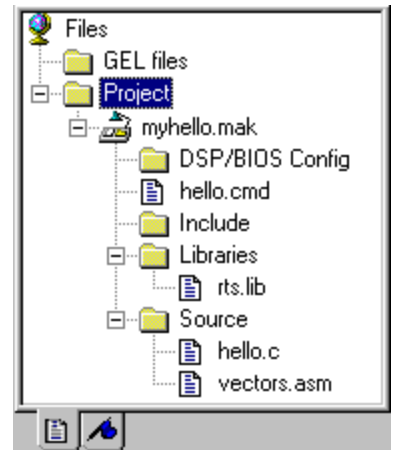 Files
GEL files
Project
myhello.mak
DSP/BIOS Config
hello.cmd
Include
Libraries
rts.lib
Source
hello.c
vectors.asm